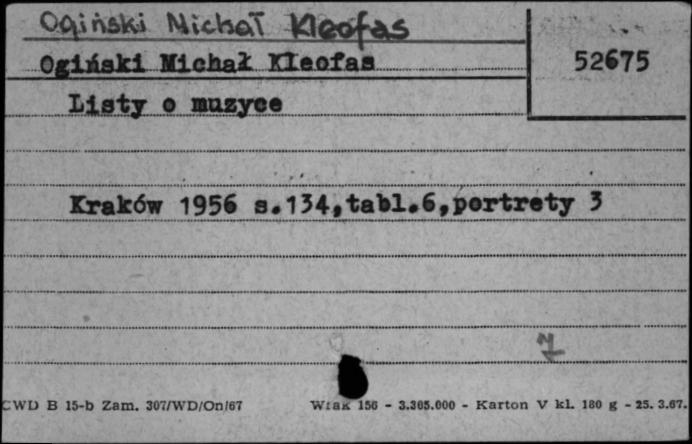 Ogiński Michał Kleofas
Ogiński Michał Kleofas
52675
Listy o muzyce
Kraków 1956 s.134,tabl.6,portrety 3
CWD B 15-b Zam. 307/WD/On/67 Wrak 156 - 3.305.000 - Karton V kl. 180 g - 25. 3.67.